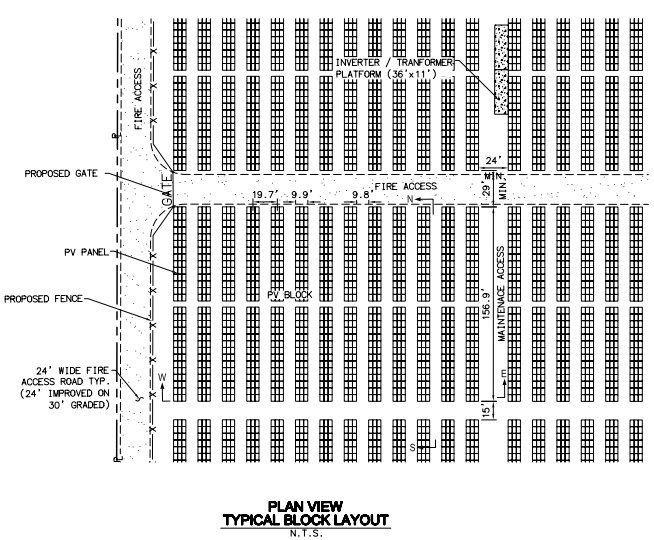 INVERTER / TRANFORMER
PLATFORM (36'x11')
FIRE ACCESS
24'
MIN.
PROPOSED GATE
GATE
FIRE ACCESS
29'
MIN.
19.7'
9.9'
9.8'
N
PV PANEL
PROPOSED FENCE
PV BLOCK
156.9'
MAINTENACE ACCESS
24' WIDE FIRE
ACCESS ROAD TYP.
(24' IMPROVED ON
30' GRADED)
W
E
15'
S
PLAN VIEW
TYPICAL BLOCK LAYOUT
N.T.S.